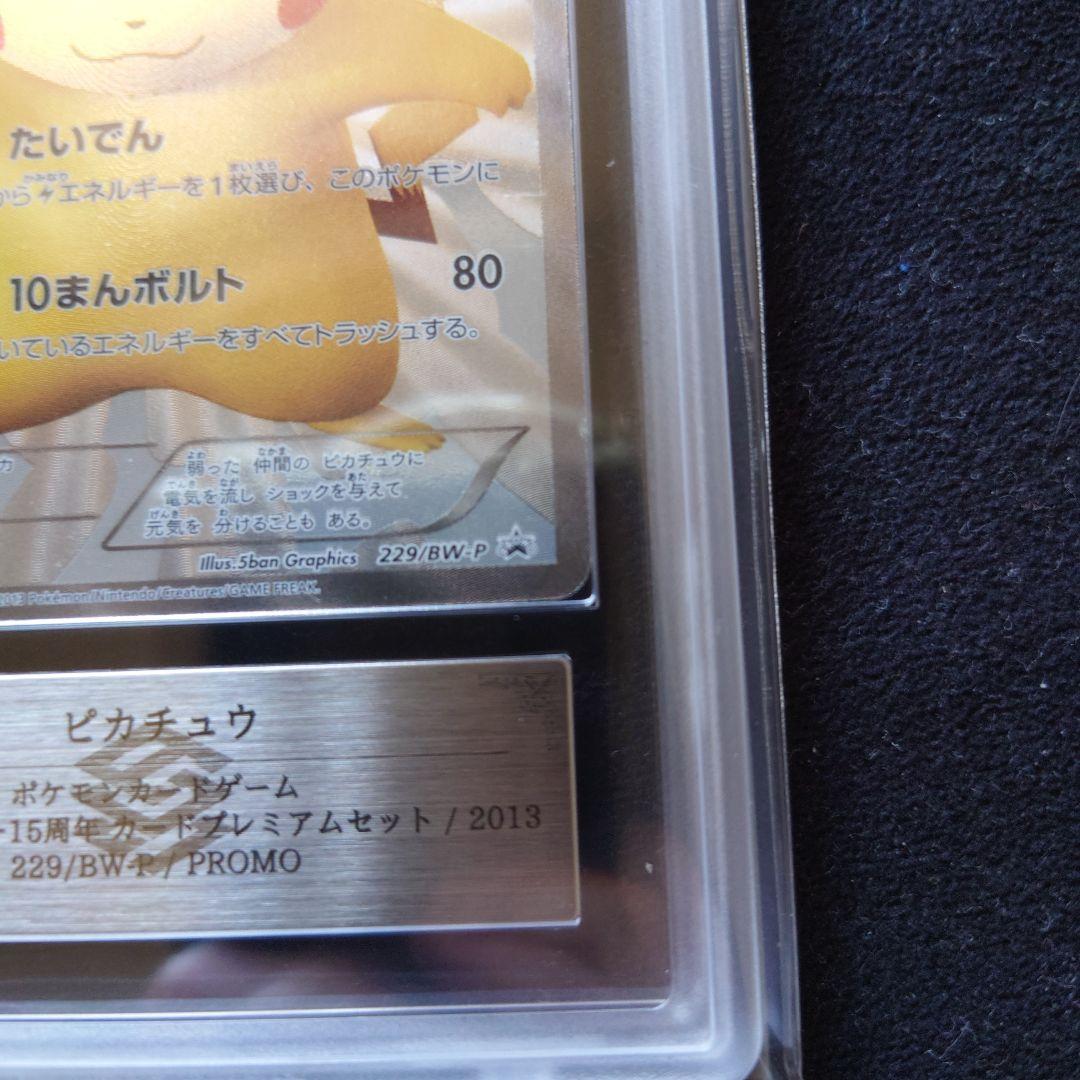 たいでん
から エネルギーを1枚選び、このポケモンに
10まんボルト 80
いているエネルギーをすべてトラッシュする。
カ
弱った 仲間の ピカチュウに
電気を流し ショックを与えて
元気を 分けることも ある。
Illus.5ban Graphics 229/BW-P
2013 Pokémon/Nintendo/Creatures/GAME FREAK.
ピカチュウ
ポケモンカードゲーム
15周年 カードプレミアムセット / 2013
229/BW-P / PROMO